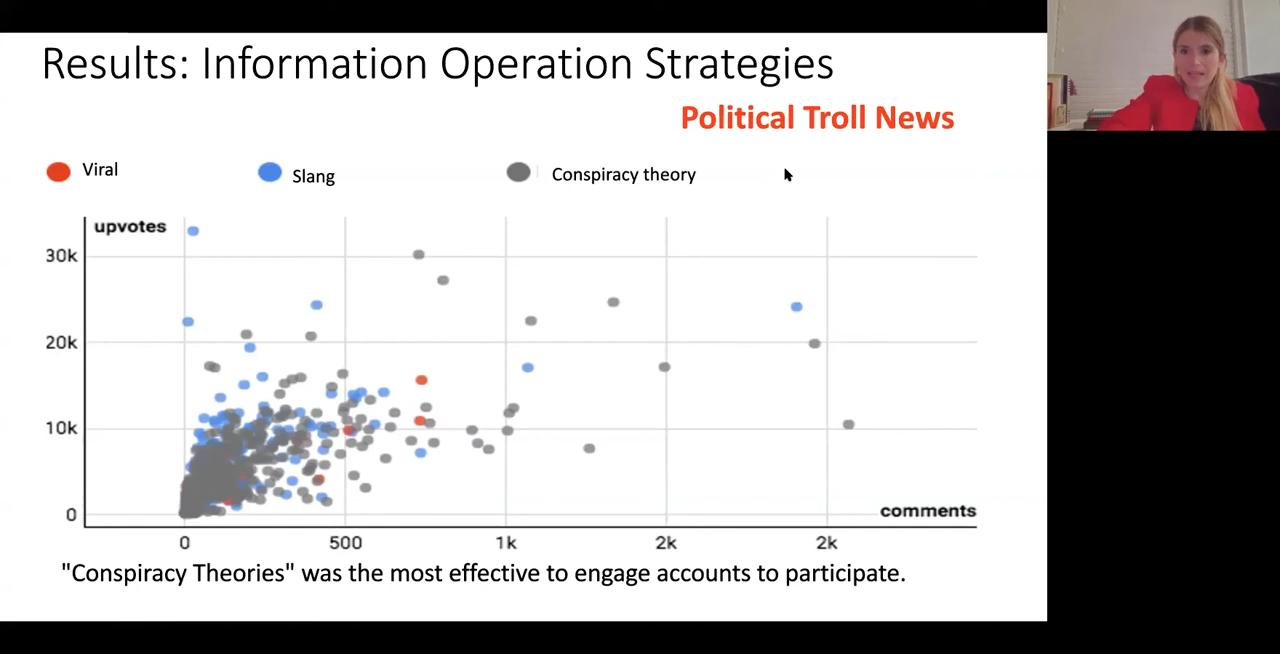 Results: Information Operation Strategies
Political Troll News
Viral
Slang
Conspiracy theory
upvotes
30k
20k
10k
0
comments
0 500 1k 2k 2k
"Conspiracy Theories" was the most effective to engage accounts to participate.